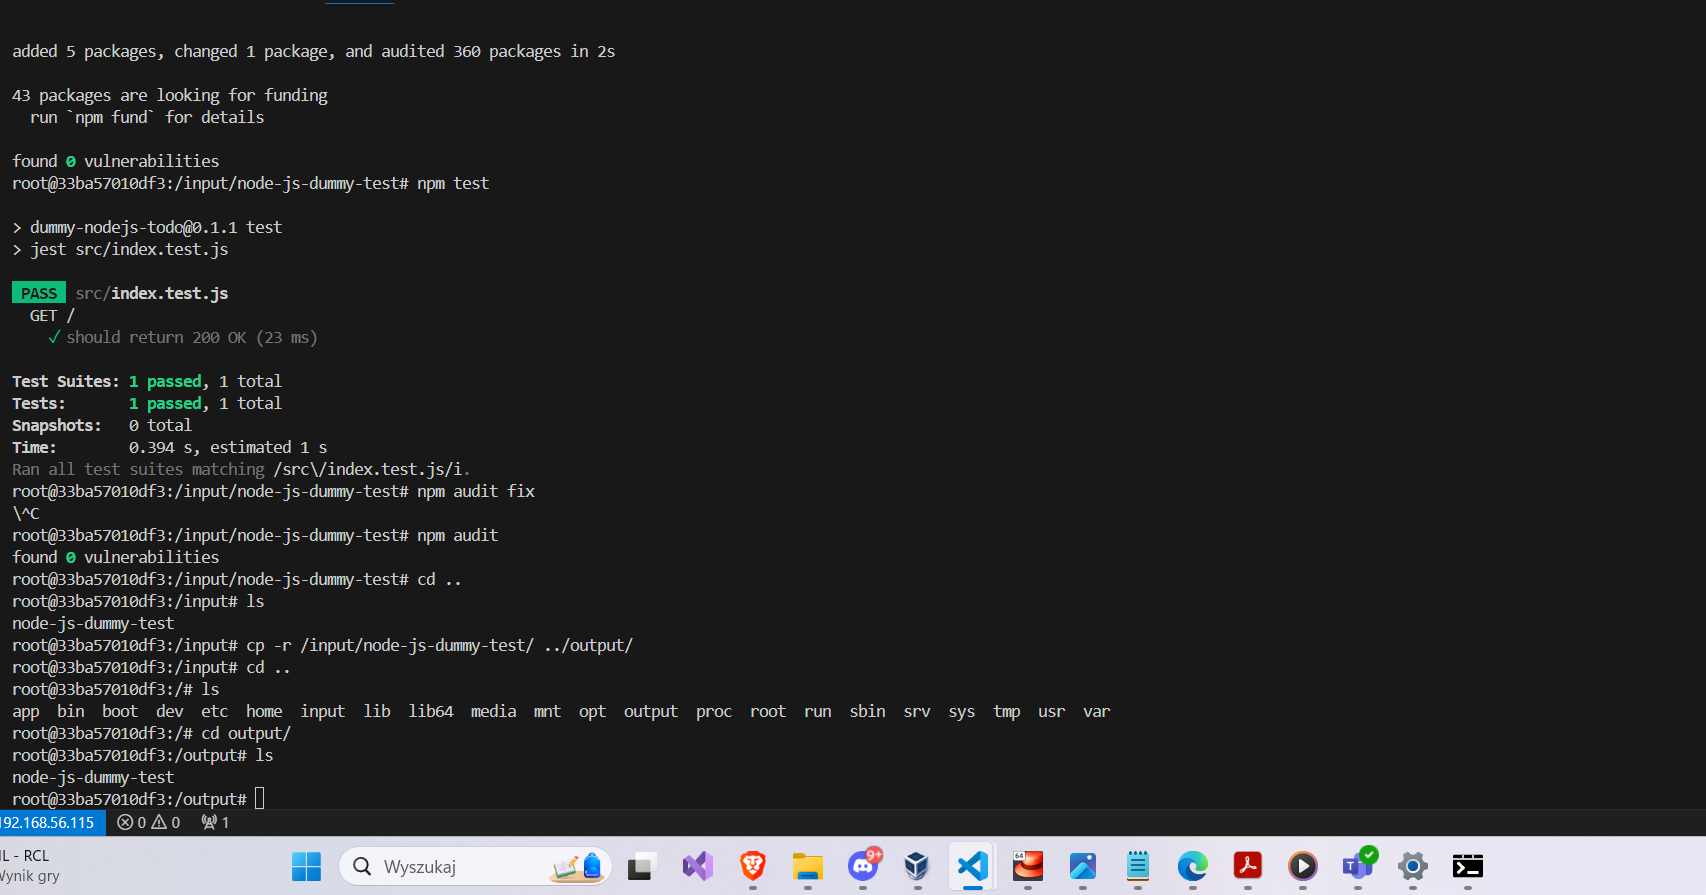 added 5 packages, changed 1 package, and audited 360 packages in 2s
43 packages are looking for funding
  run `npm fund` for details
found 0 vulnerabilities
root@33ba57010df3:/input/node-js-dummy-test# npm test
> dummy-nodejs-todo@0.1.1 test
> jest src/index.test.js
PASS src/index.test.js
  GET /
    ✓ should return 200 OK (23 ms)
Test Suites: 1 passed, 1 total
Tests:       1 passed, 1 total
Snapshots:   0 total
Time:        0.394 s, estimated 1 s
Ran all test suites matching /src\/index.test.js/i.
root@33ba57010df3:/input/node-js-dummy-test# npm audit fix
\^C
root@33ba57010df3:/input/node-js-dummy-test# npm audit
found 0 vulnerabilities
root@33ba57010df3:/input/node-js-dummy-test# cd ..
root@33ba57010df3:/input# ls
node-js-dummy-test
root@33ba57010df3:/input# cp -r /input/node-js-dummy-test/ ../output/
root@33ba57010df3:/input# cd ..
root@33ba57010df3:/# ls
app  bin  boot  dev  etc  home  input  lib  lib64  media  mnt  opt  output  proc  root  run  sbin  srv  sys  tmp  usr  var
root@33ba57010df3:/# cd output/
root@33ba57010df3:/output# ls
node-js-dummy-test
root@33ba57010df3:/output#
192.168.56.115 0 0 1
L - RCL
Wynik gry
Wyszukaj
9+
64